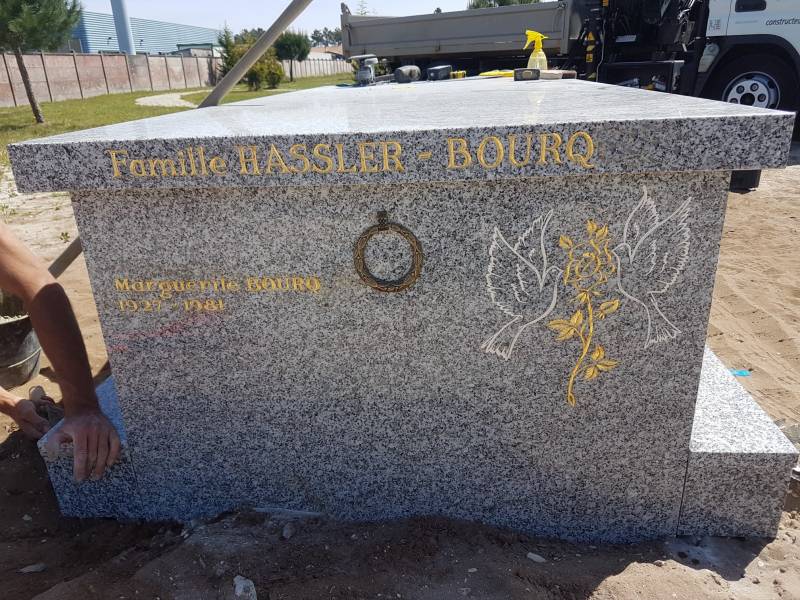 Famille HASSLER - BOURQ
Marguerite BOURQ
1927 - 1981